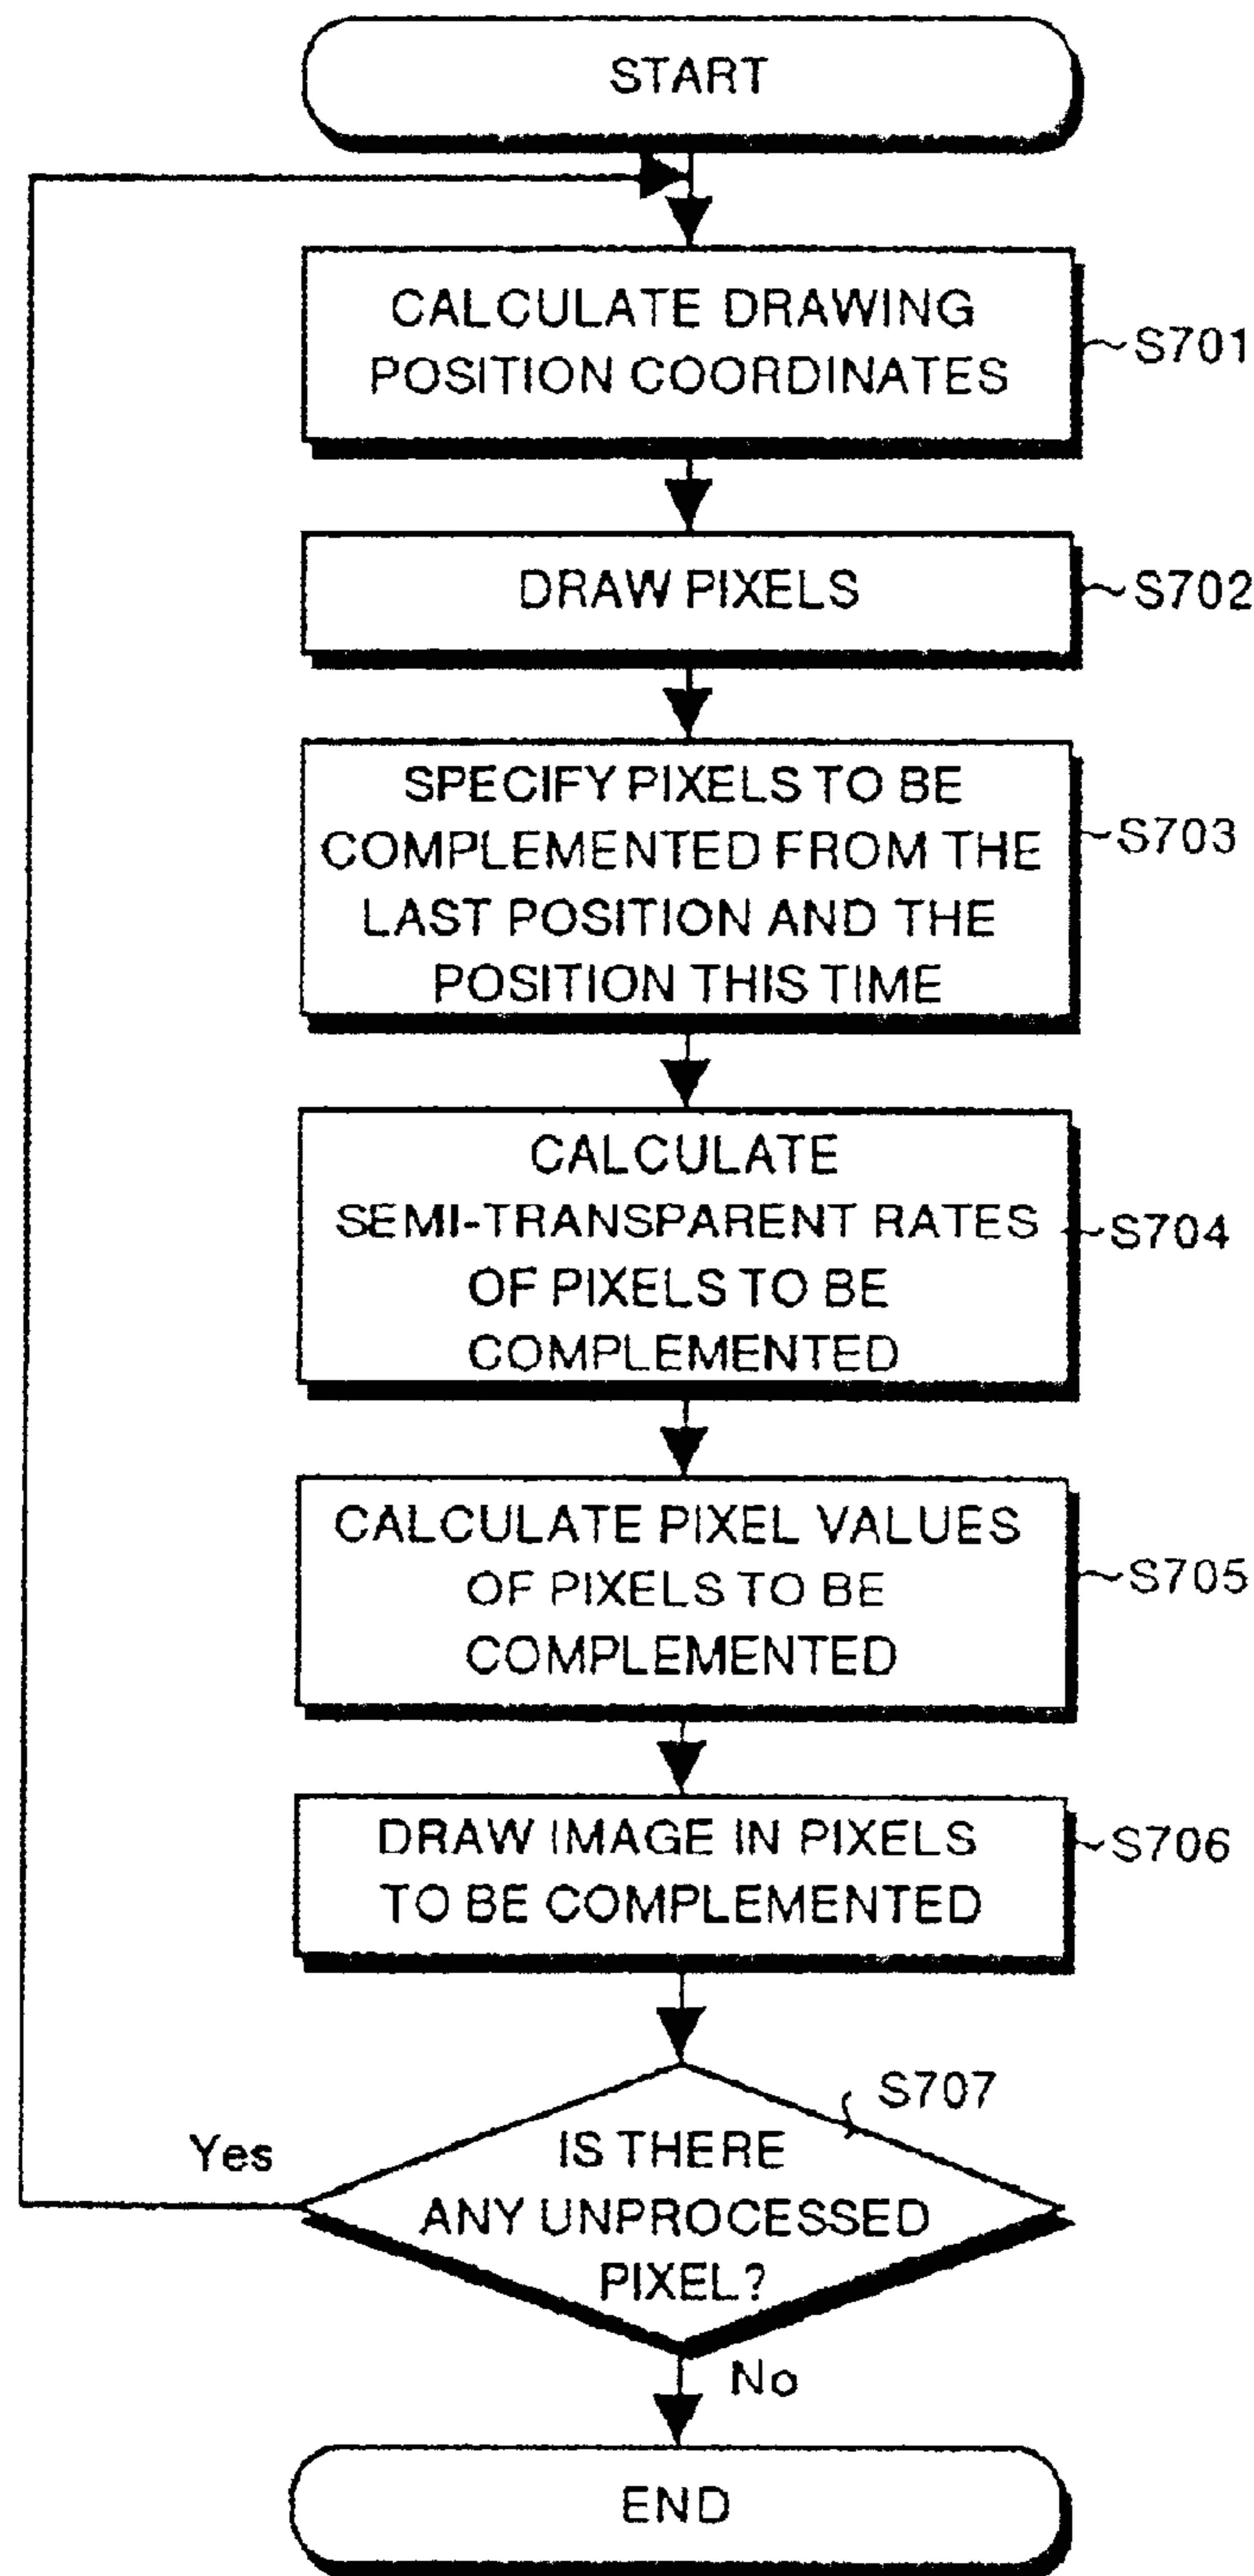 START
CALCULATE DRAWING
POSITION COORDINATES
S701
DRAW PIXELS
S702
SPECIFY PIXELS TO BE
COMPLEMENTED FROM THE
LAST POSITION AND THE
POSITION THIS TIME
S703
CALCULATE
SEMI-TRANSPARENT RATES
OF PIXELS TO BE
COMPLEMENTED
S704
CALCULATE PIXEL VALUES
OF PIXELS TO BE
COMPLEMENTED
S705
DRAW IMAGE IN PIXELS
TO BE COMPLEMENTED
S706
S707
Yes
IS THERE
ANY UNPROCESSED
PIXEL?
No
END